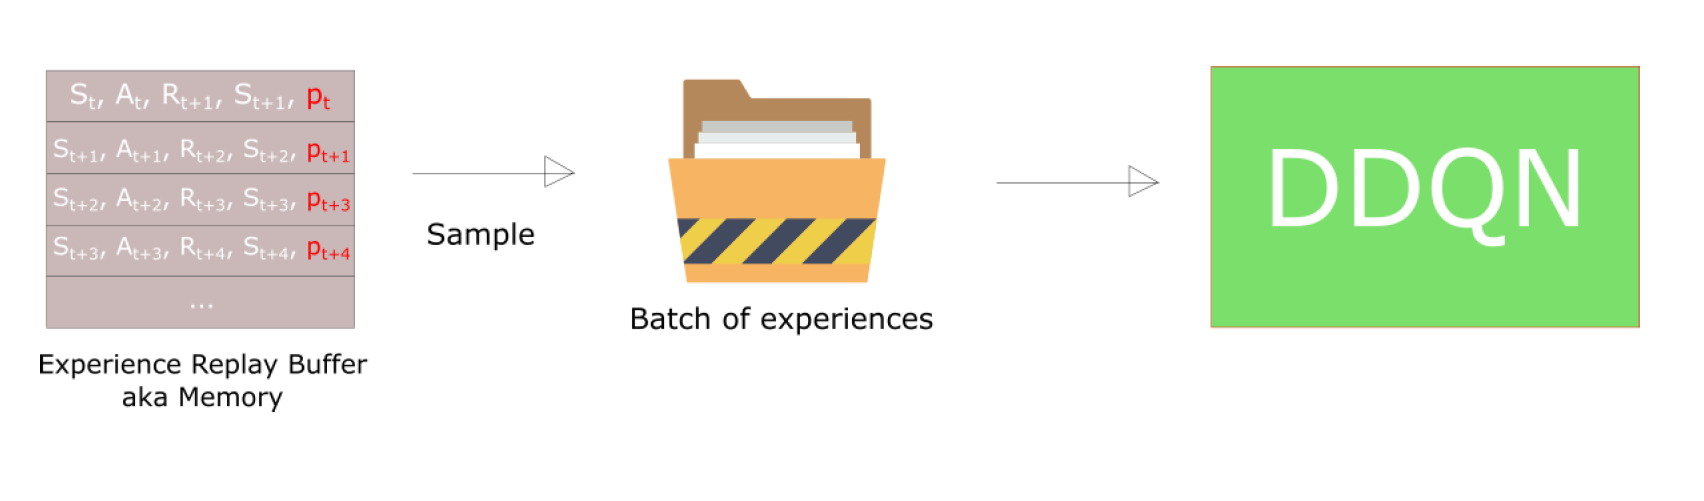 Sₜ, Aₜ, Rₜ₊₁, Sₜ₊₁, pₜ
Sₜ₊₁, Aₜ₊₁, Rₜ₊₂, Sₜ₊₂, pₜ₊₁
Sₜ₊₂, Aₜ₊₂, Rₜ₊₃, Sₜ₊₃, pₜ₊₃
Sₜ₊₃, Aₜ₊₃, Rₜ₊₄, Sₜ₊₄, pₜ₊₄
...
Experience Replay Buffer
aka Memory
Sample
Batch of experiences
DDQN